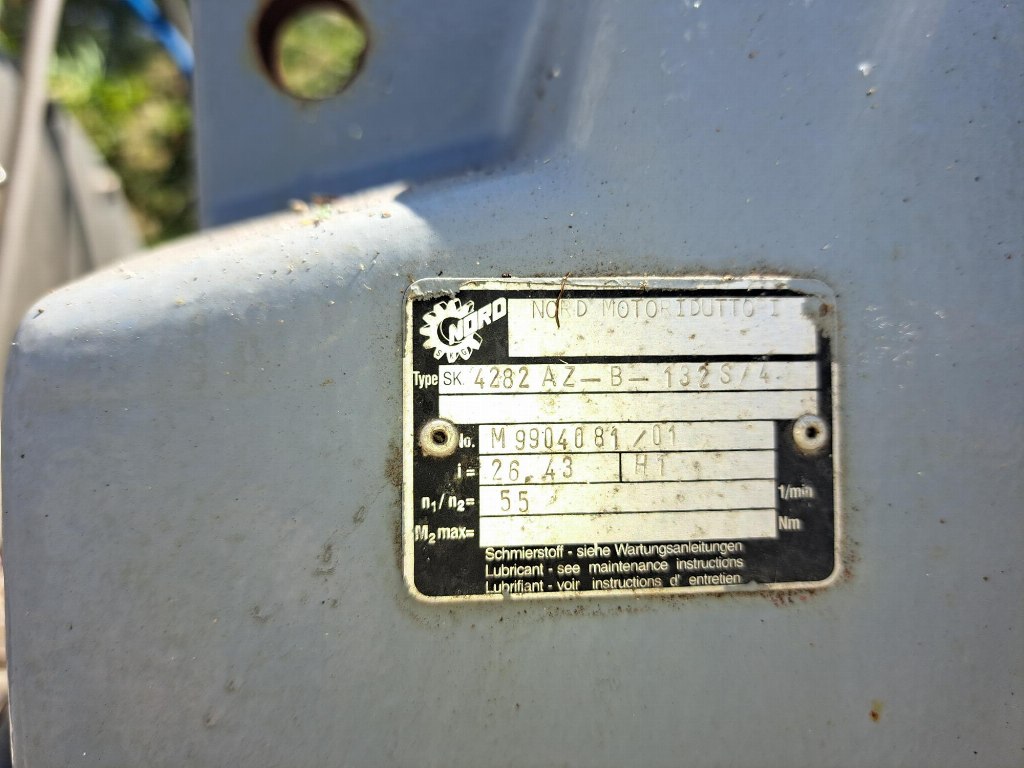 NORD
NORD MOTORIDUTTORI
Type SK. 4282 AZ-B-132 S/4
No. M 9904081/01
i= 26,43 H1
n1/n2= 55 1/min
M2 max= Nm
Schmierstoff - siehe Wartungsanleitungen
Lubricant - see maintenance instructions
Lubrifiant - voir instructions d' entretien